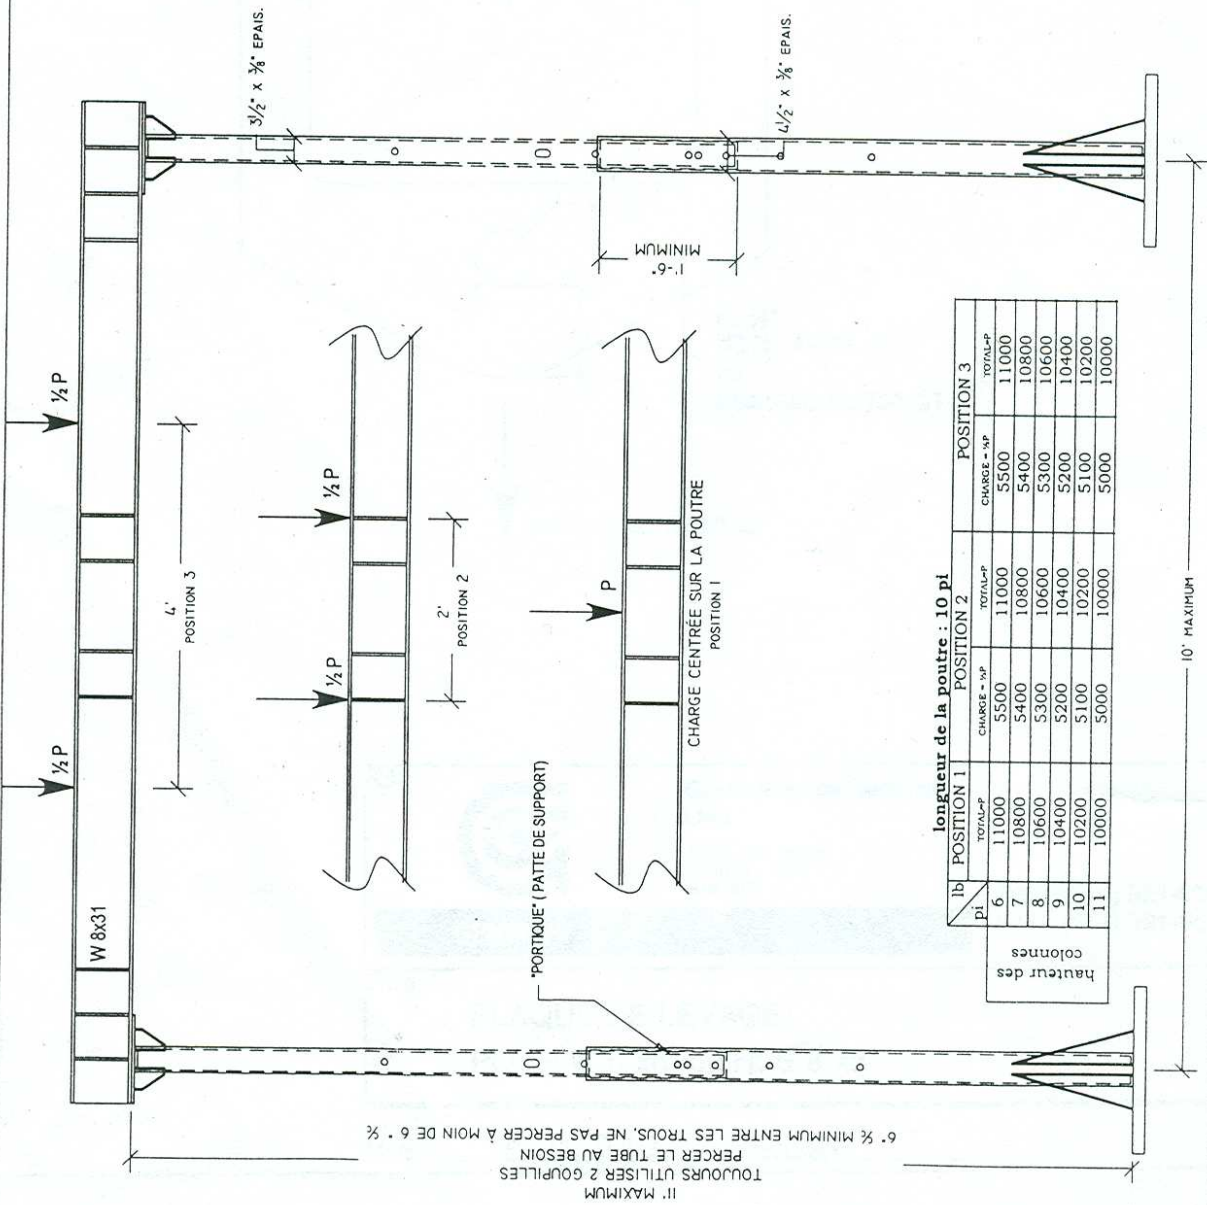 3½" X ⅜" EPAIS.
½ P
½ P
4'
POSITION 3
W 8x31
½ P
½ P
2'
POSITION 2
P
CHARGE CENTRÉE SUR LA POUTRE
POSITION 1
4½" X ⅜" EPAIS.
1'-6"
MINIMUM
"PORTIQUE" ( PATTE DE SUPPORT)
11' MAXIMUM
TOUJOURS UTILISER 2 GOUPILLES
PERCER LE TUBE AU BESOIN
MINIMUM ENTRE LES TROUS, NE PAS PERCER À MOIN DE 6"
longueur de la poutre : 10 pi
lb POSITION 1 POSITION 2 POSITION 3
pi TOTAL=P CHARGE = ½P TOTAL=P CHARGE = ½P TOTAL=P
6 11000 5500 11000 5500 11000
7 10800 5400 10800 5400 10800
8 10600 5300 10600 5300 10600
9 10400 5200 10400 5200 10400
10 10200 5100 10200 5100 10200
11 10000 5000 10000 5000 10000
hauteur des
colonnes
10' MAXIMUM